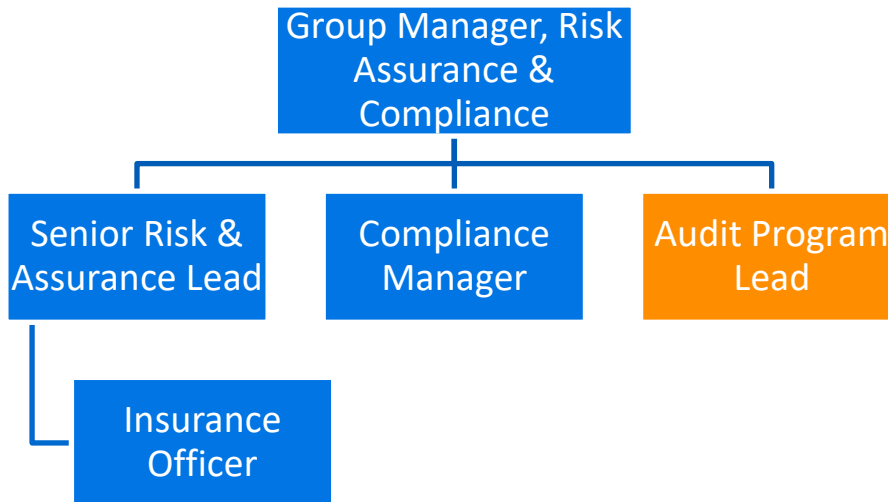 Group Manager, Risk
Assurance &
Compliance
Senior Risk &
Assurance Lead
Compliance
Manager
Audit Program
Lead
Insurance
Officer